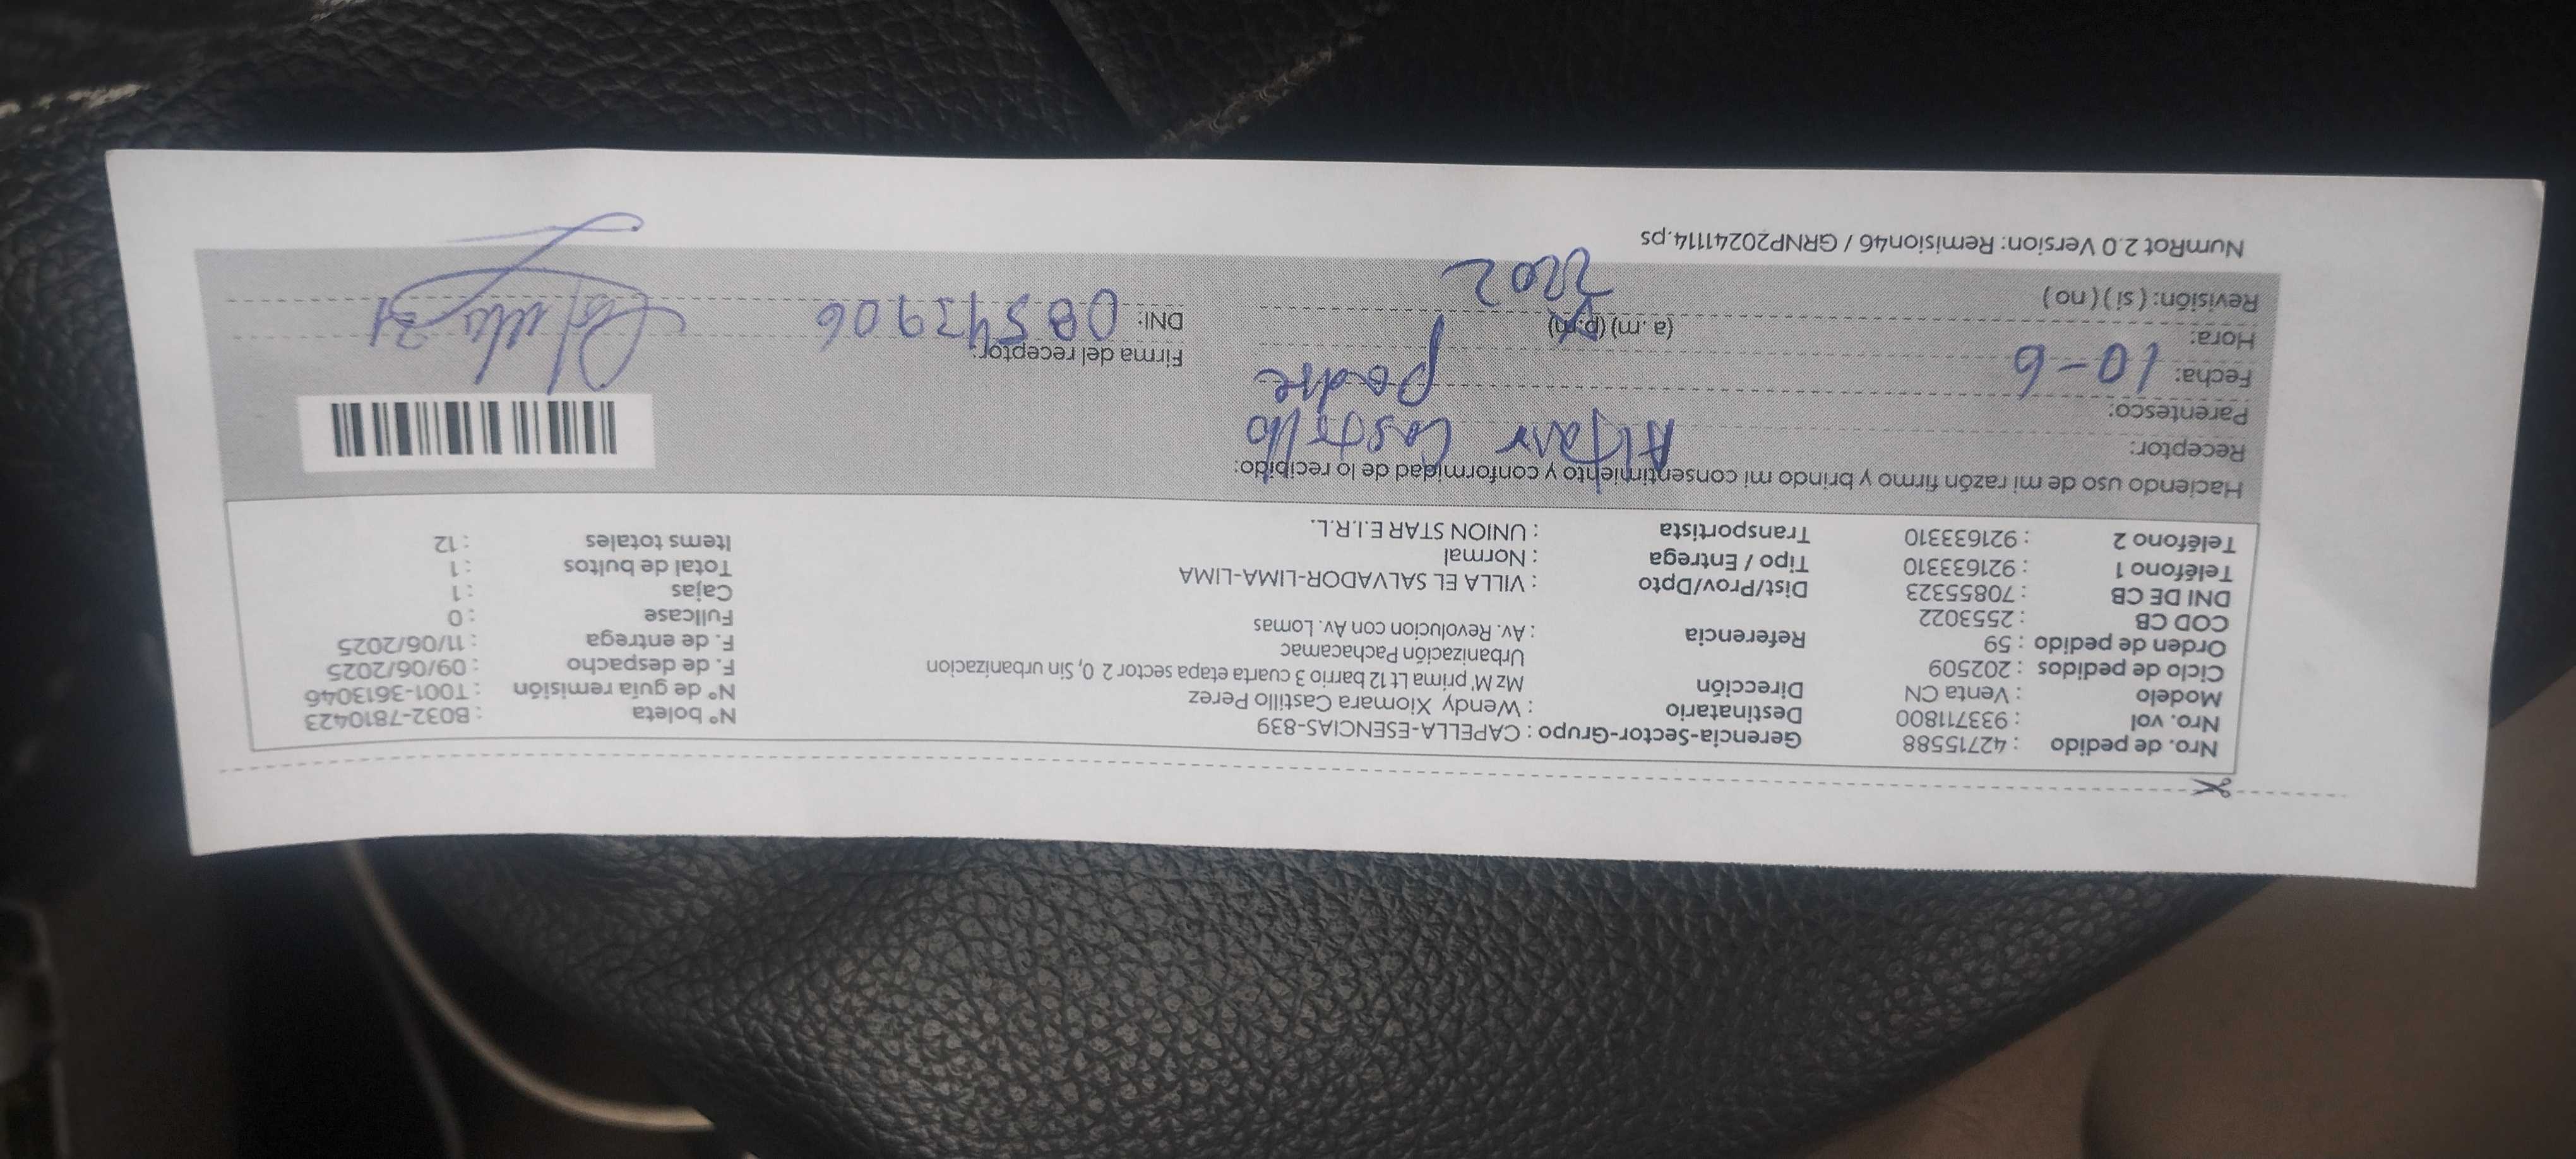 Nro. de pedido : 42715588 Gerencia-Sector-Grupo : CAPELLA-ESENCIAS-839 Nº boleta : B032-7810423
Nro. vol : 933711800 Destinatario : Wendy Xiomara Castillo Perez Nº de guía remisión : T001-3613046
Modelo : Venta CN Dirección Mz M' prima Lt 12 barrio 3 cuarta etapa sector 2 0, Sin urbanizacion F. de despacho : 09/06/2025
Ciclo de pedidos : 202509 Urbanización Pachacamac F. de entrega : 11/06/2025
Orden de pedido : 59 Referencia : Av. Revolucion con Av. Lomas Fullcase : 0
COD CB : 2553022 Cajas : 1
DNI DE CB : 70855323 Dist/Prov/Dpto : VILLA EL SALVADOR-LIMA-LIMA Total de bultos : 1
Teléfono 1 : 921633310 Tipo / Entrega : Normal Items totales : 12
Teléfono 2 : 921633310 Transportista : UNION STAR E.I.R.L.
Haciendo uso de mi razón firmo y brindo mi consentimiento y conformidad de lo recibido:
Receptor: Castillo
Parentesco: padre
Fecha: 10-6 Firma del receptor:
Hora: (a. m) (p.m) DNI:
Revisión: ( si ) ( no )
NumRot 2.0 Version: Remision46 / GRNP20241114.ps